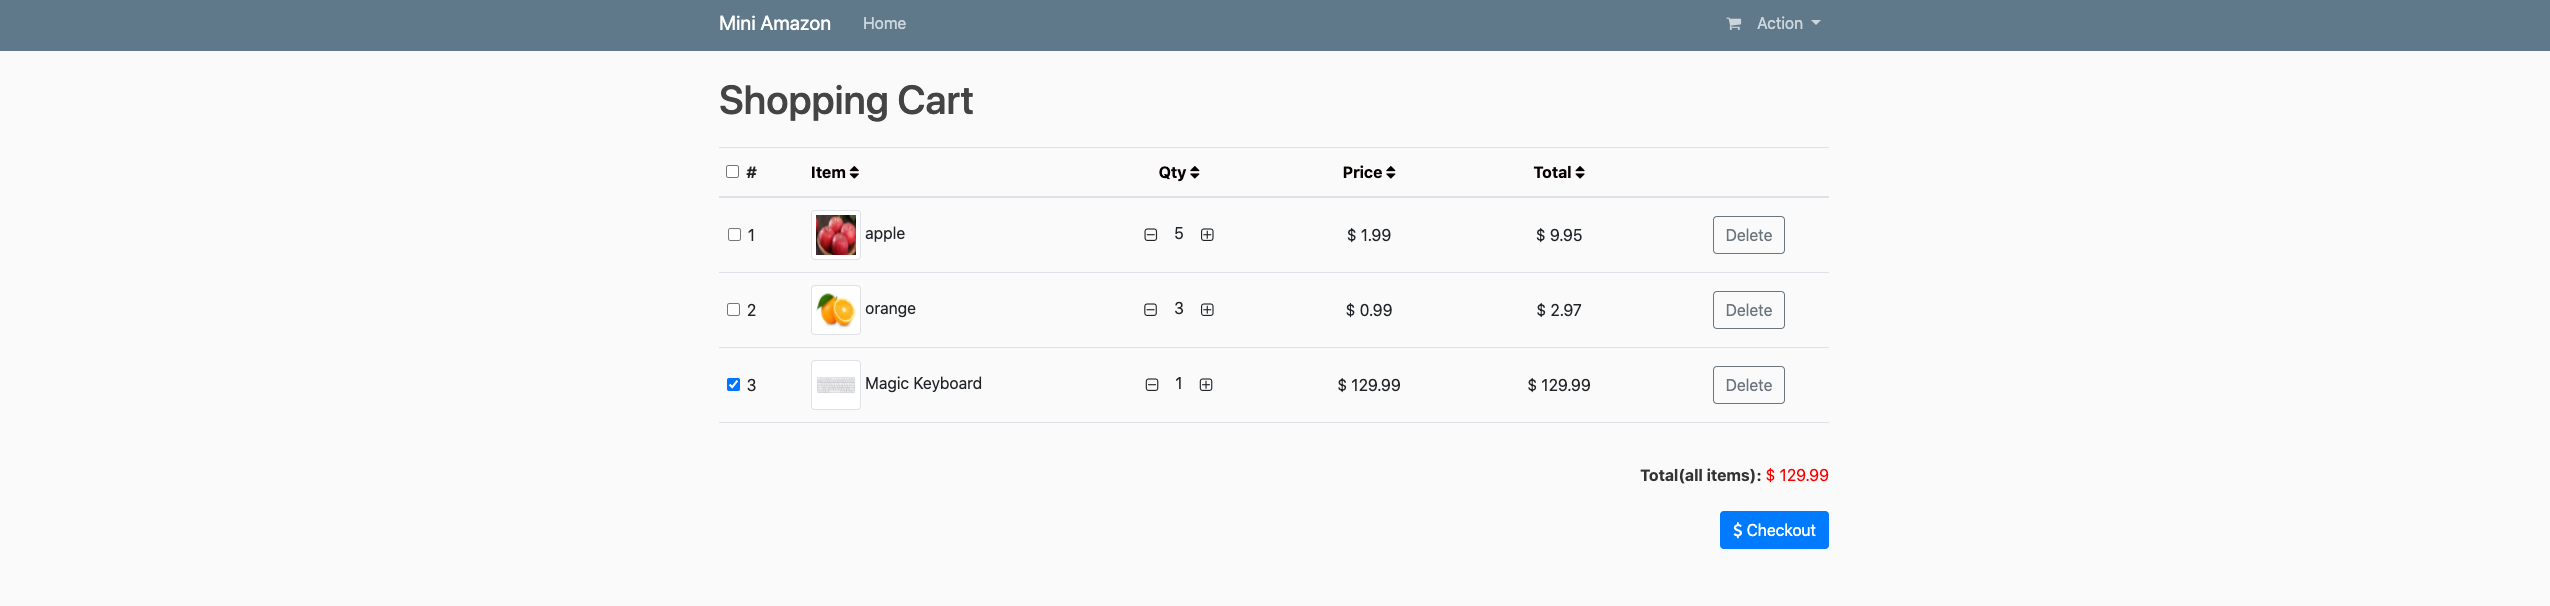 Mini Amazon Home Action
Shopping Cart
# Item Qty Price Total
1 apple 5 $ 1.99 $ 9.95 Delete
2 orange 3 $ 0.99 $ 2.97 Delete
3 Magic Keyboard 1 $ 129.99 $ 129.99 Delete
Total(all items): $ 129.99
$ Checkout